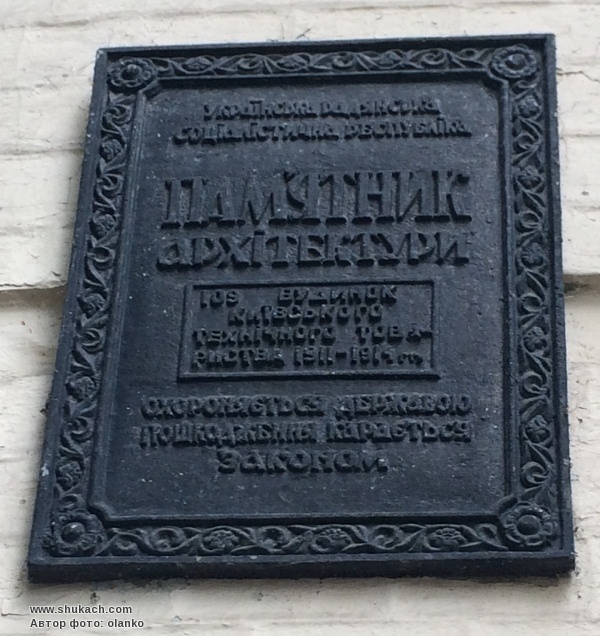 УКРАЇНСЬКА РАДЯНСЬКА
СОЦІАЛІСТИЧНА РЕСПУБЛІКА
ПАМ'ЯТНИК
АРХІТЕКТУРИ
109 БУДИНОК
КИЇВСЬКОГО
ТЕХНІЧНОГО ТОВА-
РИСТВА 1911-1914 рр.
ОХОРОНЯЄТЬСЯ ДЕРЖАВОЮ
ПОШКОДЖЕННЯ КАРАЄТЬСЯ
ЗАКОНОМ
www.shukach.com
Автор фото: olanko